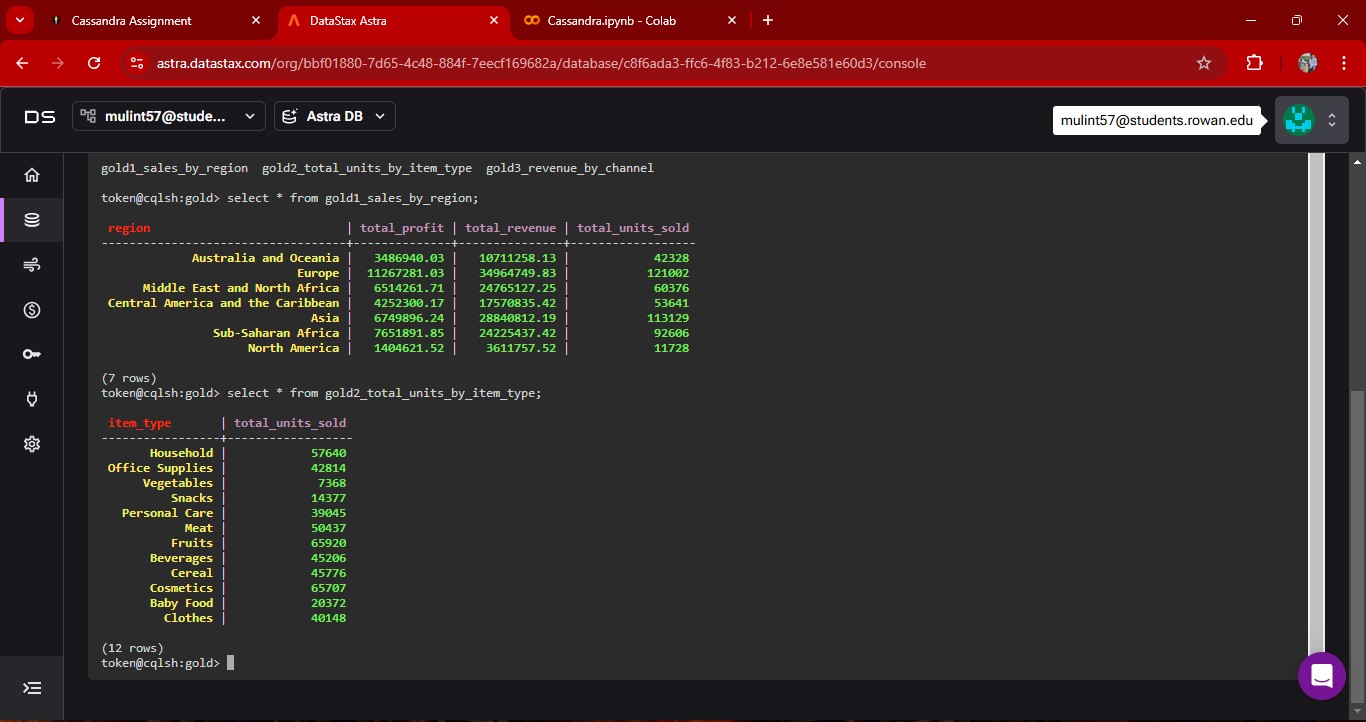 Cassandra Assignment
DataStax Astra
Cassandra.ipynb - Colab
astra.datastax.com/org/bbf01880-7d65-4c48-884f-7eecf169682a/database/c8f6ada3-ffc6-4f83-b212-6e8e581e60d3/console
DS
mulint57@stude...
Astra DB
mulint57@students.rowan.edu
gold1_sales_by_region gold2_total_units_by_item_type gold3_revenue_by_channel
token@cqlsh:gold> select * from gold1_sales_by_region;
region | total_profit | total_revenue | total_units_sold
---------------------------------+--------------+---------------+------------------
Australia and Oceania | 3486940.03 | 10711258.13 | 42328
Europe | 11267281.03 | 34964749.83 | 121002
Middle East and North Africa | 6514261.71 | 24765127.25 | 60376
Central America and the Caribbean | 4252300.17 | 17570835.42 | 53641
Asia | 6749896.24 | 28840812.19 | 113129
Sub-Saharan Africa | 7651891.85 | 24225437.42 | 92606
North America | 1404621.52 | 3611757.52 | 11728
(7 rows)
token@cqlsh:gold> select * from gold2_total_units_by_item_type;
item_type | total_units_sold
-----------------+------------------
Household | 57640
Office Supplies | 42814
Vegetables | 7368
Snacks | 14377
Personal Care | 39045
Meat | 50437
Fruits | 65920
Beverages | 45206
Cereal | 45776
Cosmetics | 65707
Baby Food | 20372
Clothes | 40148
(12 rows)
token@cqlsh:gold>